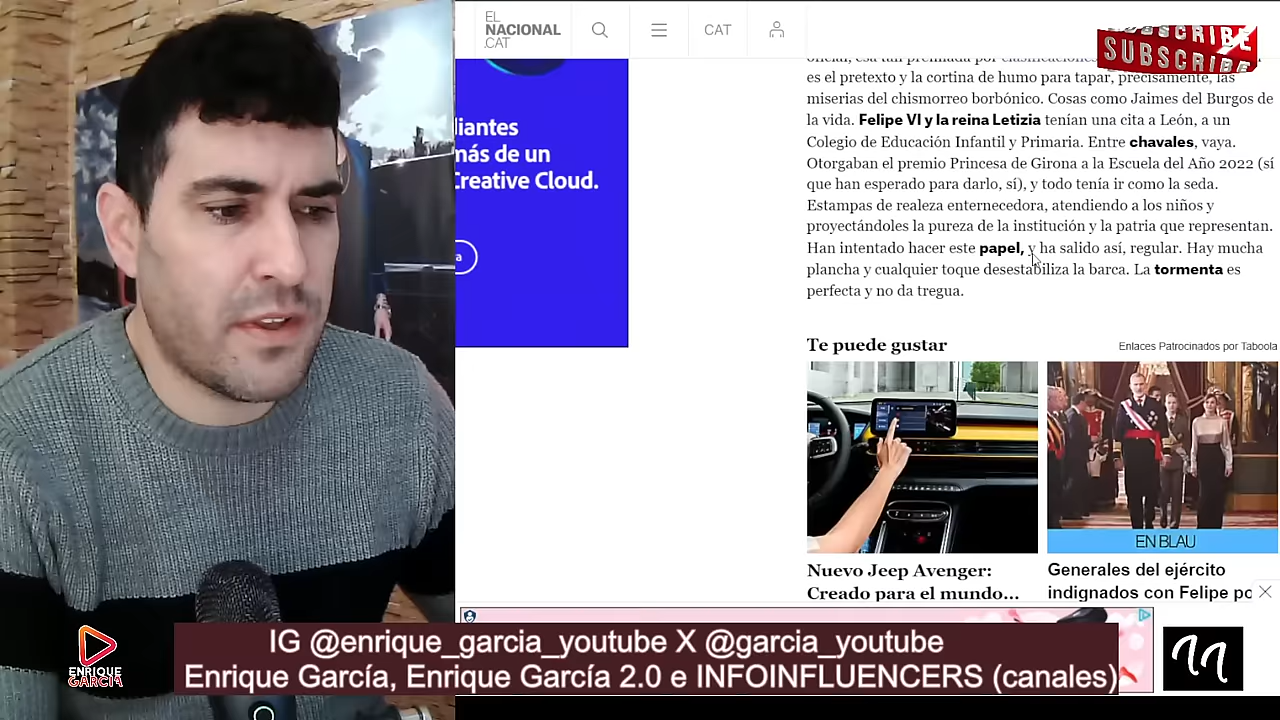 EL
NACIONAL
.CAT
CAT
SUBSCRIBE
SUBSCRIBE
es el pretexto y la cortina de humo para tapar, precisamente, las
miserias del chismorreo borbónico. Cosas como Jaimes del Burgos de
la vida. Felipe VI y la reina Letizia tenían una cita a León, a un
Colegio de Educación Infantil y Primaria. Entre chavales, vaya.
Otorgaban el premio Princesa de Girona a la Escuela del Año 2022 (sí
que han esperado para darlo, sí), y todo tenía ir como la seda.
Estampas de realeza enternecedora, atendiendo a los niños y
proyectándoles la pureza de la institución y la patria que representan.
Han intentado hacer este papel, y ha salido así, regular. Hay mucha
plancha y cualquier toque desestabiliza la barca. La tormenta es
perfecta y no da tregua.
diantes
más de un
Creative Cloud.
a
Te puede gustar
Enlaces Patrocinados por Taboola
EN BLAU
Nuevo Jeep Avenger:
Creado para el mundo...
Generales del ejército
indignados con Felipe po
IG @enrique_garcia_youtube X @garcia_youtube
Enrique García, Enrique García 2.0 e INFOINFLUENCERS (canales)
ENRIQUE
GARCÍA